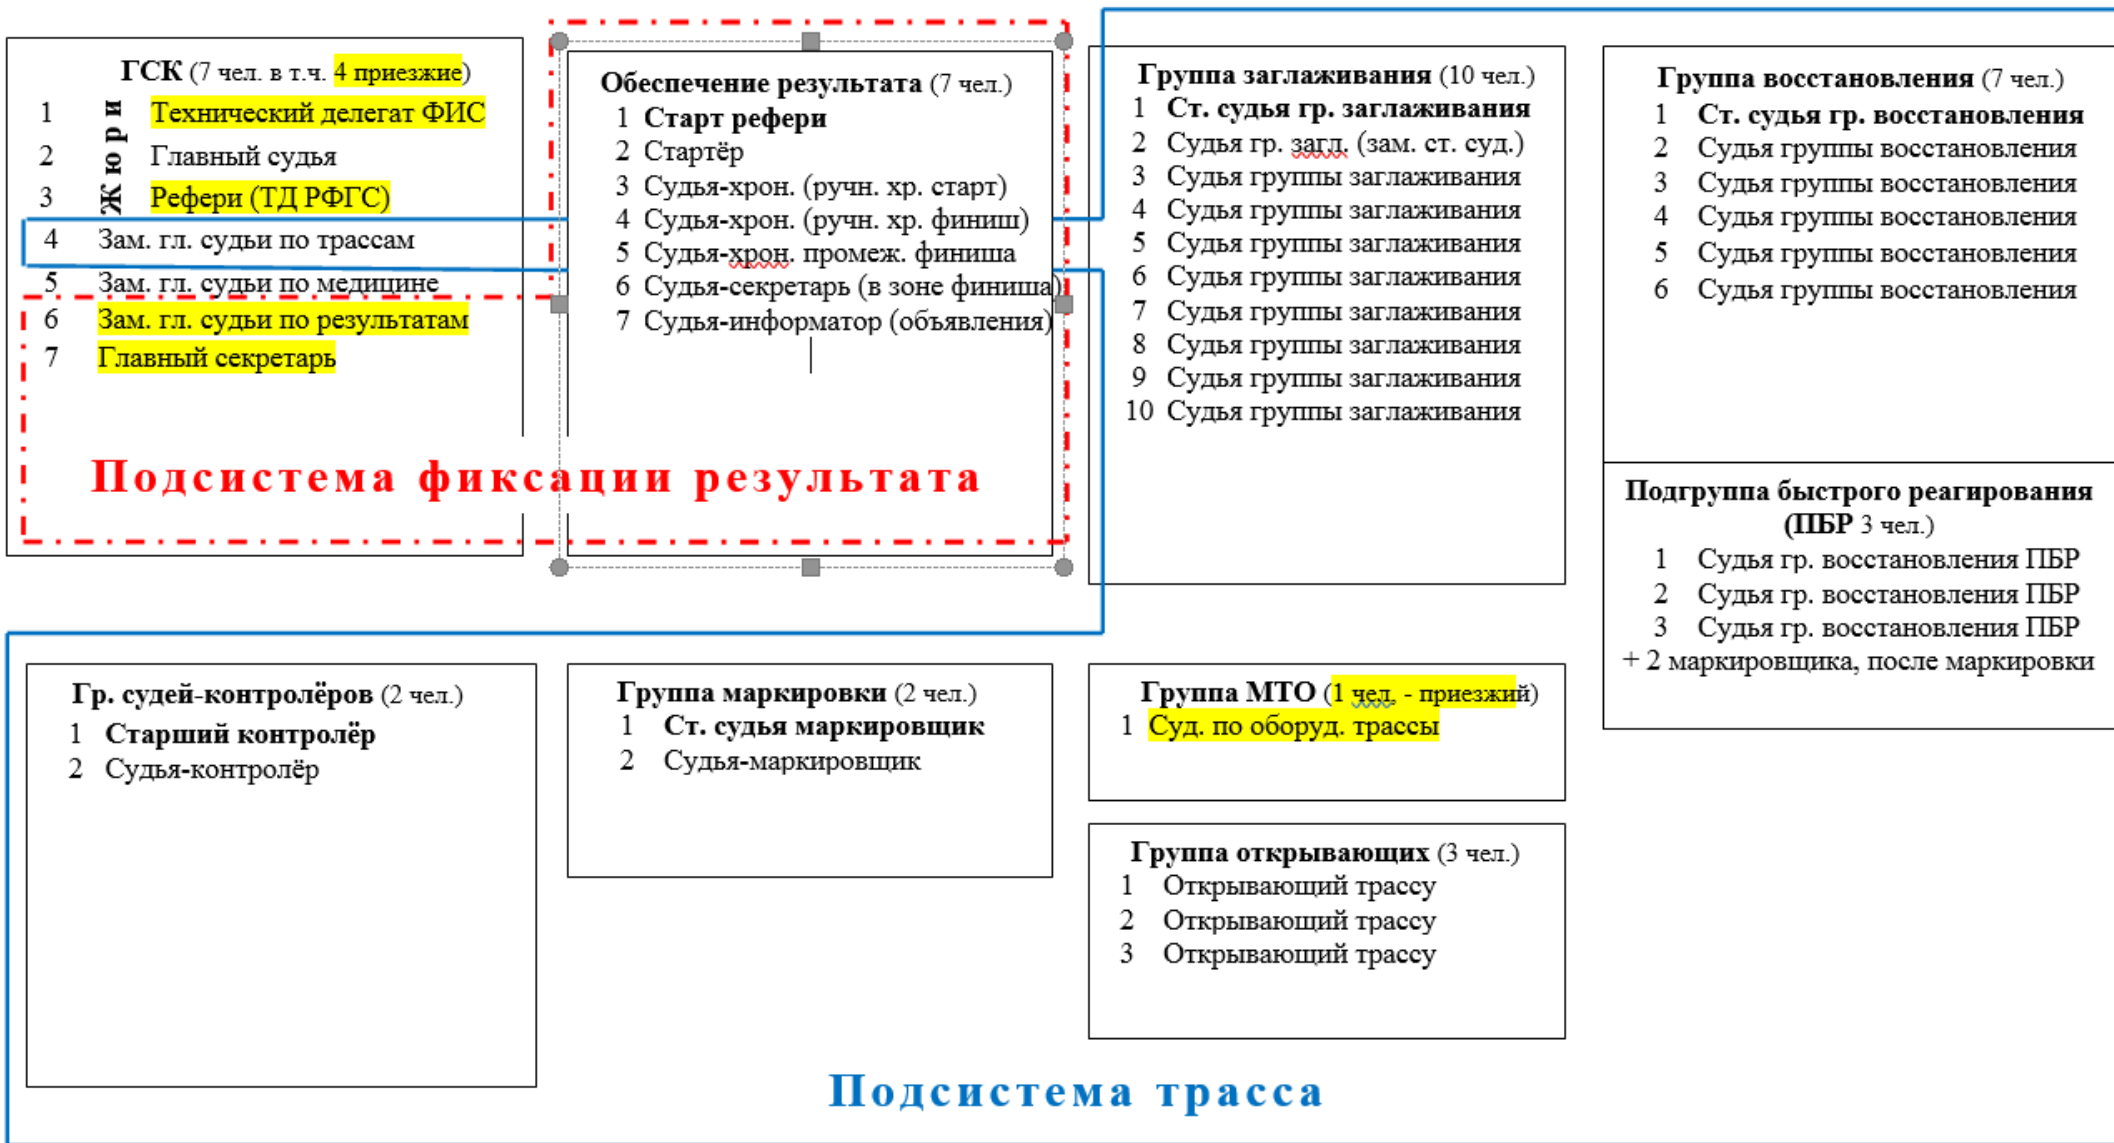 ГСК (7 чел. в т.ч. 4 приезжие)
Жюри
1 Технический делегат ФИС
2 Главный судья
3 Рефери (ТД РФГС)
4 Зам. гл. судьи по трассам
5 Зам. гл. судьи по медицине
6 Зам. гл. судьи по результатам
7 Главный секретарь
Обеспечение результата (7 чел.)
1 Старт рефери
2 Стартёр
3 Судья-хрон. (ручн. хр. старт)
4 Судья-хрон. (ручн. хр. финиш)
5 Судья-хрон. промеж. финиша
6 Судья-секретарь (в зоне финиша)
7 Судья-информатор (объявления)
Подсистема фиксации результата
Группа заглаживания (10 чел.)
1 Ст. судья гр. заглаживания
2 Судья гр. загл. (зам. ст. суд.)
3 Судья группы заглаживания
4 Судья группы заглаживания
5 Судья группы заглаживания
6 Судья группы заглаживания
7 Судья группы заглаживания
8 Судья группы заглаживания
9 Судья группы заглаживания
10 Судья группы заглаживания
Группа восстановления (7 чел.)
1 Ст. судья гр. восстановления
2 Судья группы восстановления
3 Судья группы восстановления
4 Судья группы восстановления
5 Судья группы восстановления
6 Судья группы восстановления
Подгруппа быстрого реагирования
(ПБР 3 чел.)
1 Судья гр. восстановления ПБР
2 Судья гр. восстановления ПБР
3 Судья гр. восстановления ПБР
+ 2 маркировщика, после маркировки
Гр. судей-контролёров (2 чел.)
1 Старший контролёр
2 Судья-контролёр
Группа маркировки (2 чел.)
1 Ст. судья маркировщик
2 Судья-маркировщик
Группа МТО (1 чел. - приезжий)
1 Суд. по оборуд. трассы
Группа открывающих (3 чел.)
1 Открывающий трассу
2 Открывающий трассу
3 Открывающий трассу
Подсистема трасса